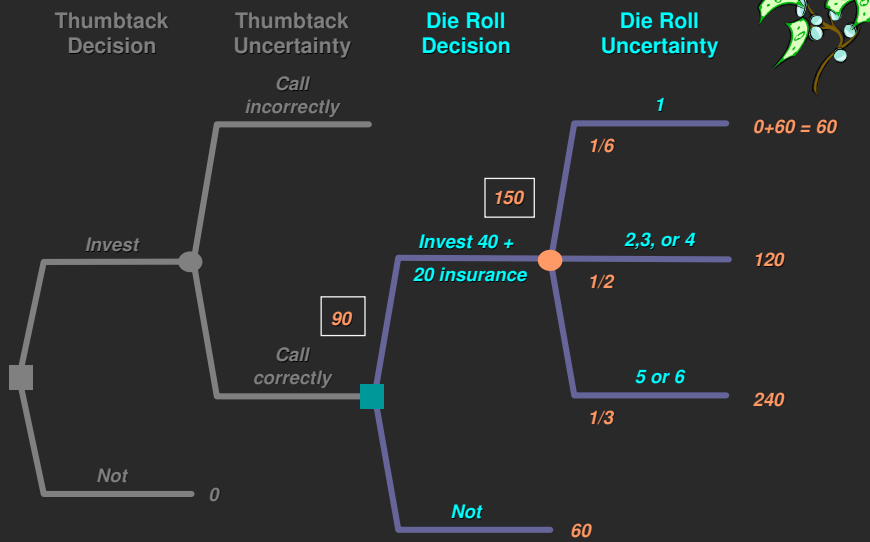 Thumbtack
Decision
Thumbtack
Uncertainty
Die Roll
Decision
Die Roll
Uncertainty
Call
incorrectly
1
0+60 = 60
1/6
150
Invest
Invest 40 +
20 insurance
2,3, or 4
120
1/2
90
Call
correctly
5 or 6
240
1/3
Not
0
Not
60